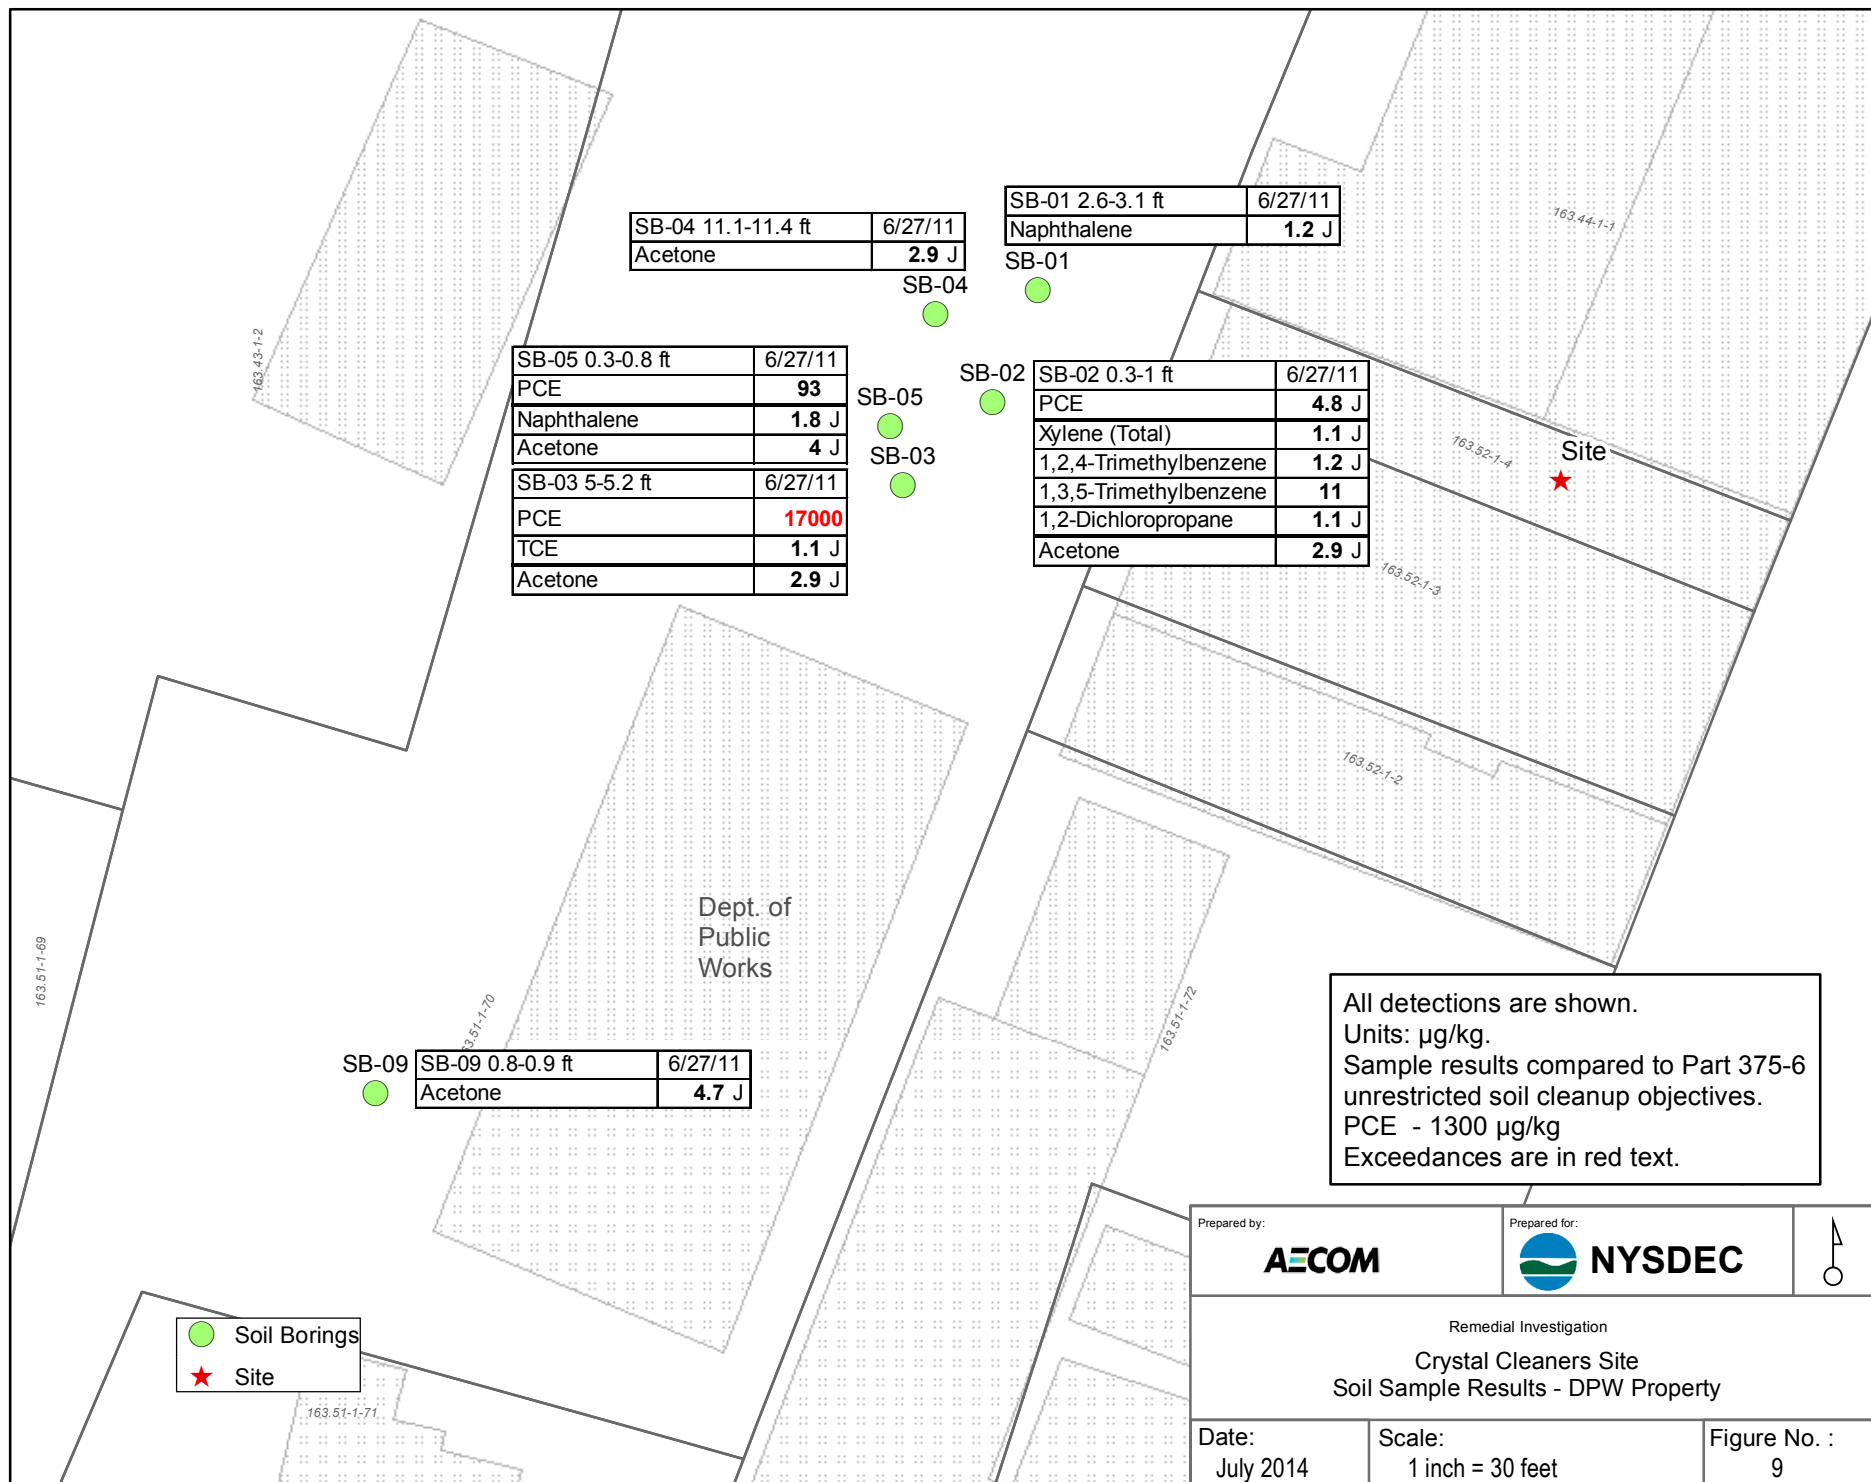 163.44-1-1
SB-01 2.6-3.1 ft 6/27/11
Naphthalene 1.2 J
SB-01
SB-04 11.1-11.4 ft 6/27/11
Acetone 2.9 J
SB-04
163.43-1-2
SB-05 0.3-0.8 ft 6/27/11
PCE 93
Naphthalene 1.8 J
Acetone 4 J
SB-05
SB-03 5-5.2 ft 6/27/11
PCE 17000
TCE 1.1 J
Acetone 2.9 J
SB-03
SB-02
SB-02 0.3-1 ft 6/27/11
PCE 4.8 J
Xylene (Total) 1.1 J
1,2,4-Trimethylbenzene 1.2 J
1,3,5-Trimethylbenzene 11
1,2-Dichloropropane 1.1 J
Acetone 2.9 J
163.52-1-4
Site
163.52-1-3
163.52-1-2
Dept. of
Public
Works
163.51-1-69
3.51-1-70
163.51-1-72
SB-09
SB-09 0.8-0.9 ft 6/27/11
Acetone 4.7 J
All detections are shown.
Units: µg/kg.
Sample results compared to Part 375-6
unrestricted soil cleanup objectives.
PCE - 1300 µg/kg
Exceedances are in red text.
Soil Borings
Site
163.51-1-71
Prepared by:
AECOM
Prepared for:
NYSDEC
Remedial Investigation
Crystal Cleaners Site
Soil Sample Results - DPW Property
Date:
July 2014
Scale:
1 inch = 30 feet
Figure No. :
9